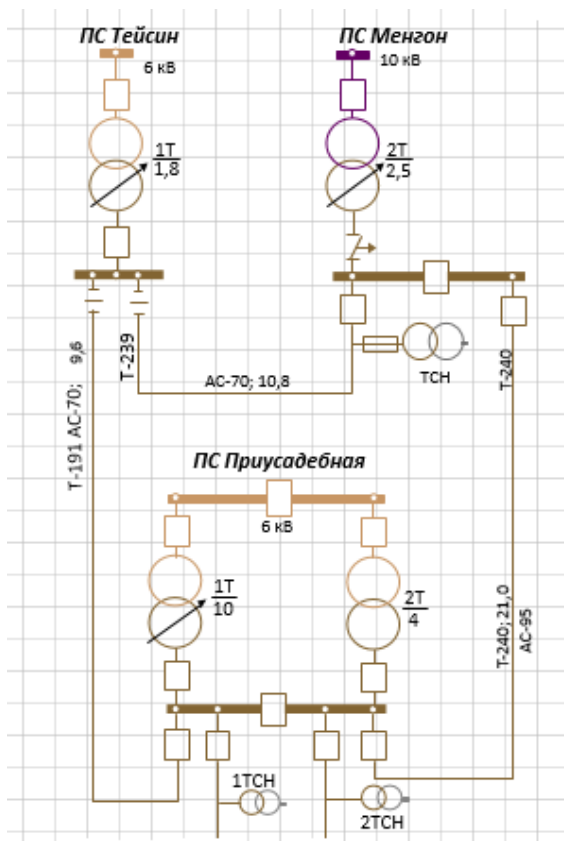 ПС Тейсин
6 кВ
1Т
1,8
ПС Менгон
10 кВ
2Т
2,5
Т-239
АС-70; 10,8
ТСН
Т-240
Т-191 АС-70; 9,6
ПС Приусадебная
6 кВ
1Т
10
2Т
4
Т-240; 21,0
АС-95
1ТСН
2ТСН